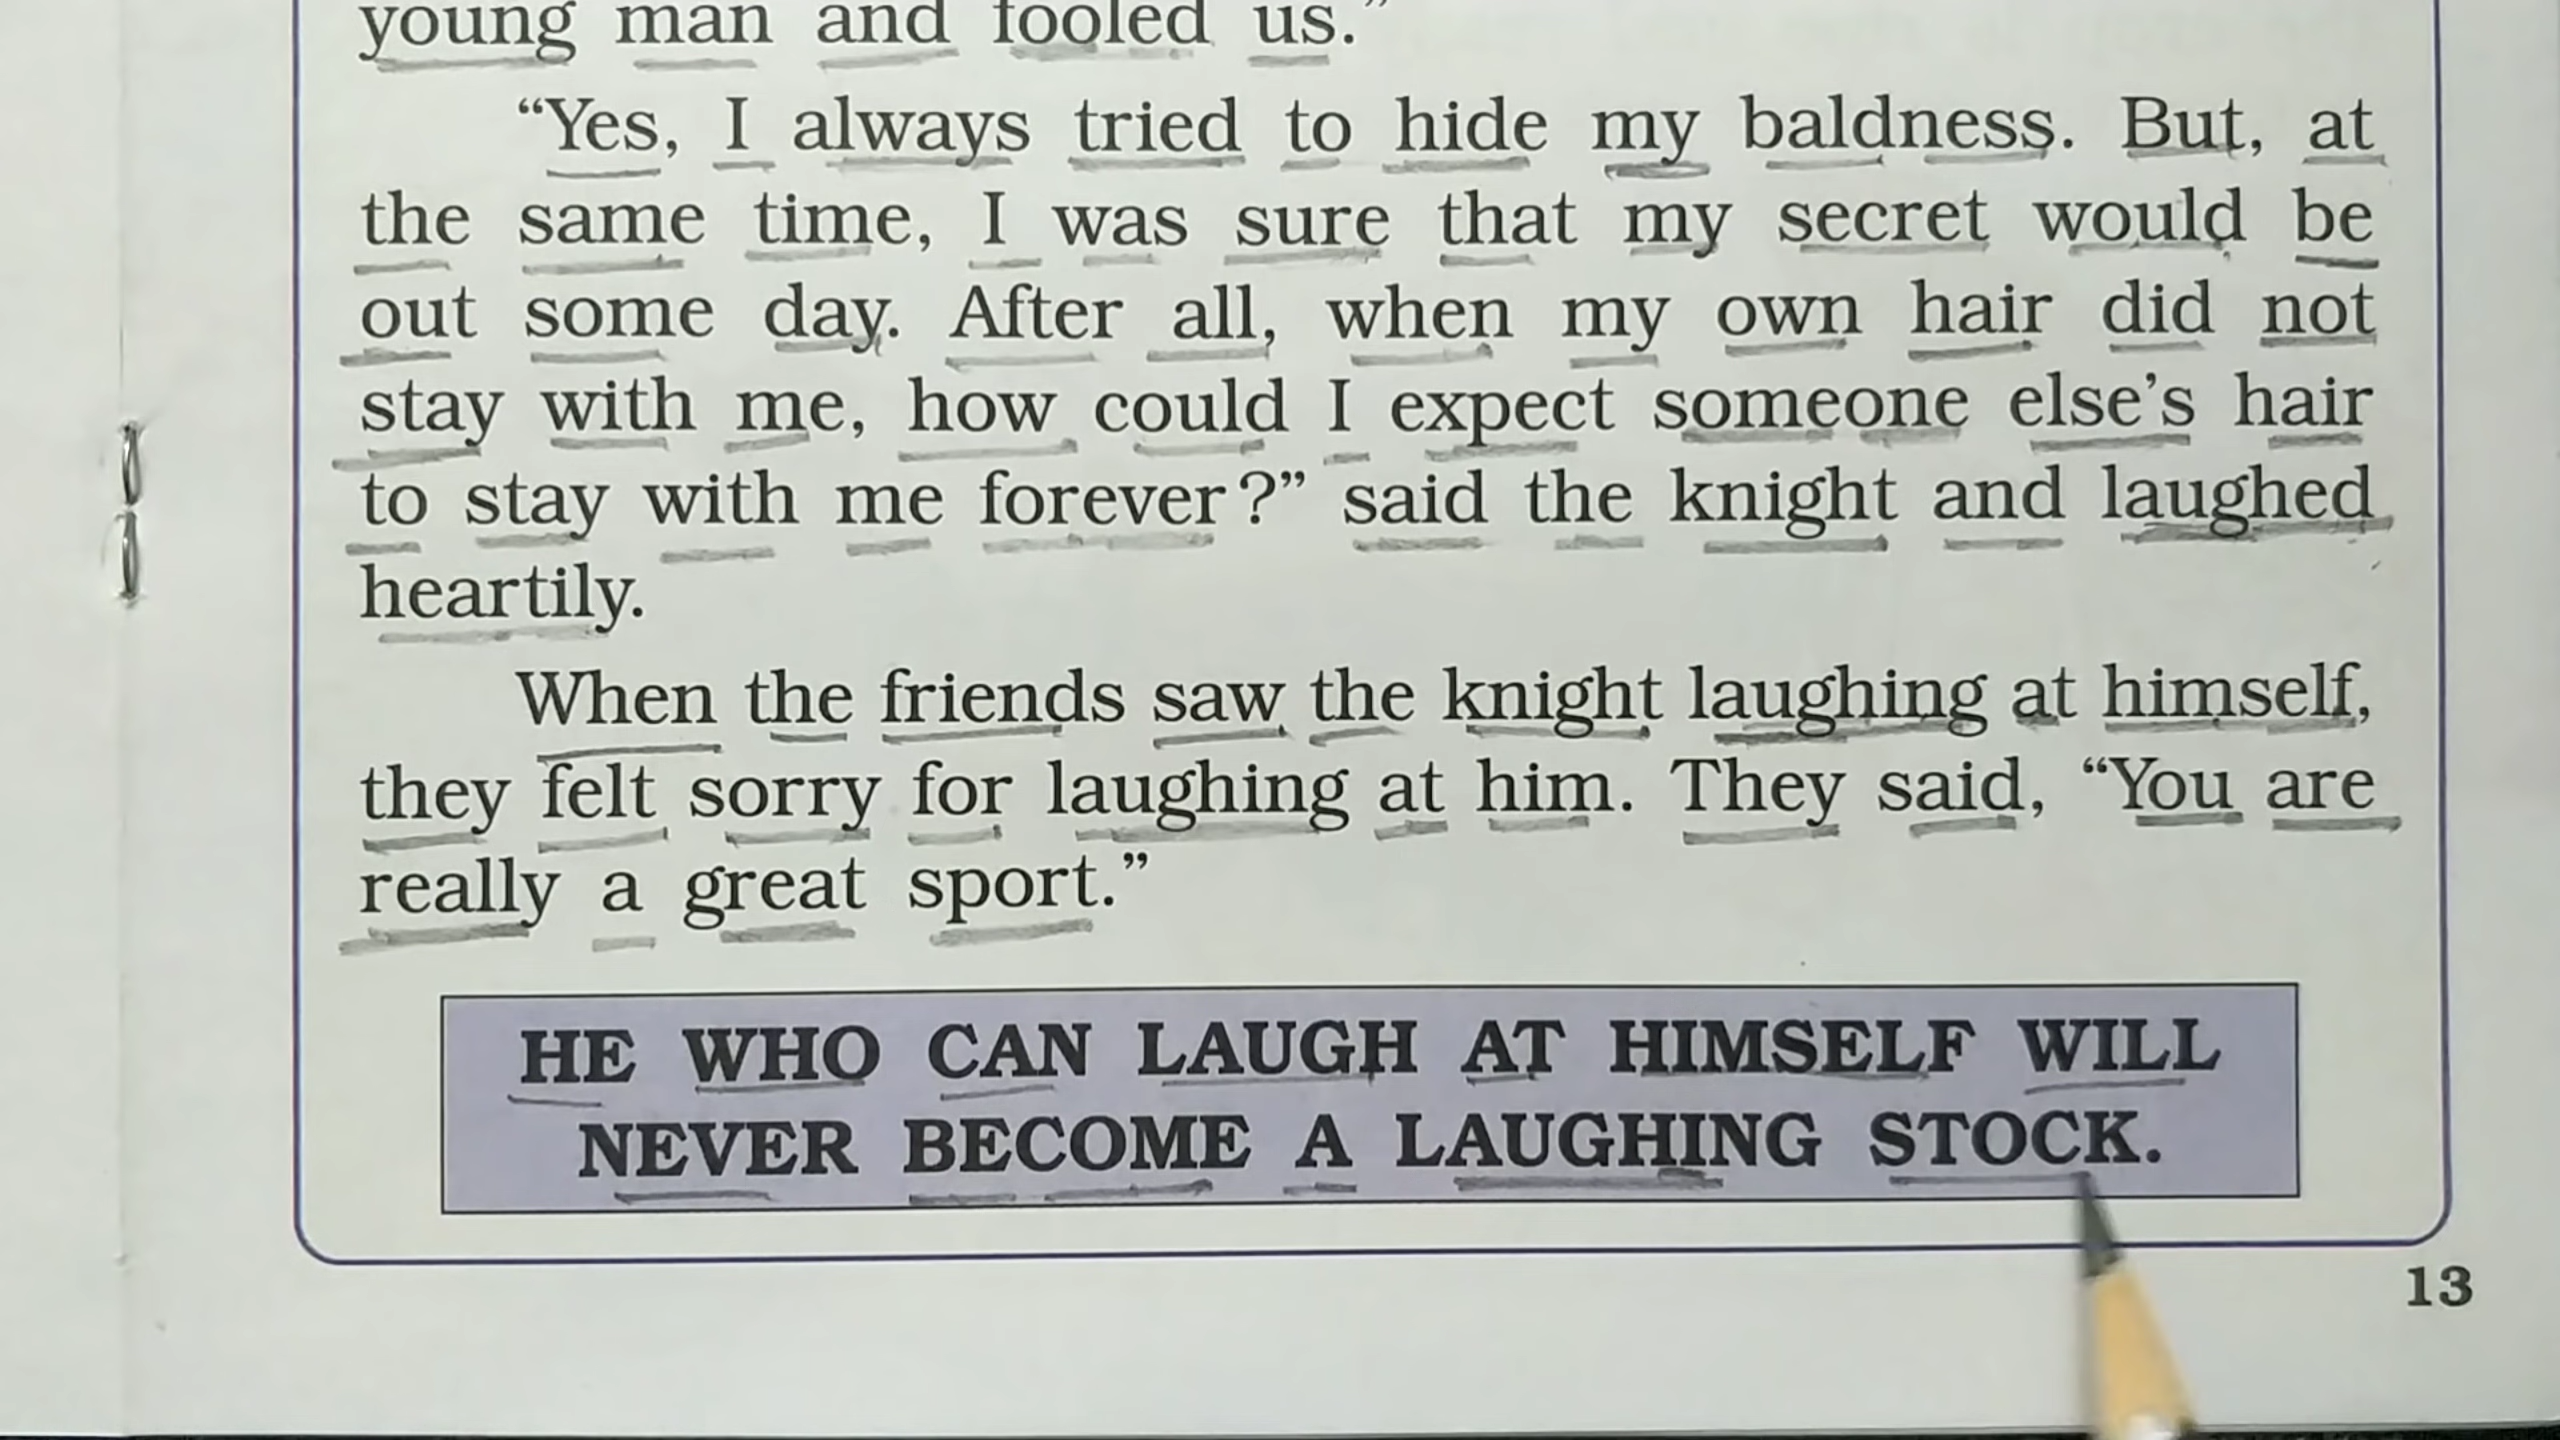 young man and fooled us.”
“Yes, I always tried to hide my baldness. But, at
the same time, I was sure that my secret would be
out some day. After all, when my own hair did not
stay with me, how could I expect someone else’s hair
to stay with me forever?” said the knight and laughed
heartily.
When the friends saw the knight laughing at himself,
they felt sorry for laughing at him. They said, “You are
really a great sport.”
HE WHO CAN LAUGH AT HIMSELF WILL
NEVER BECOME A LAUGHING STOCK.
13